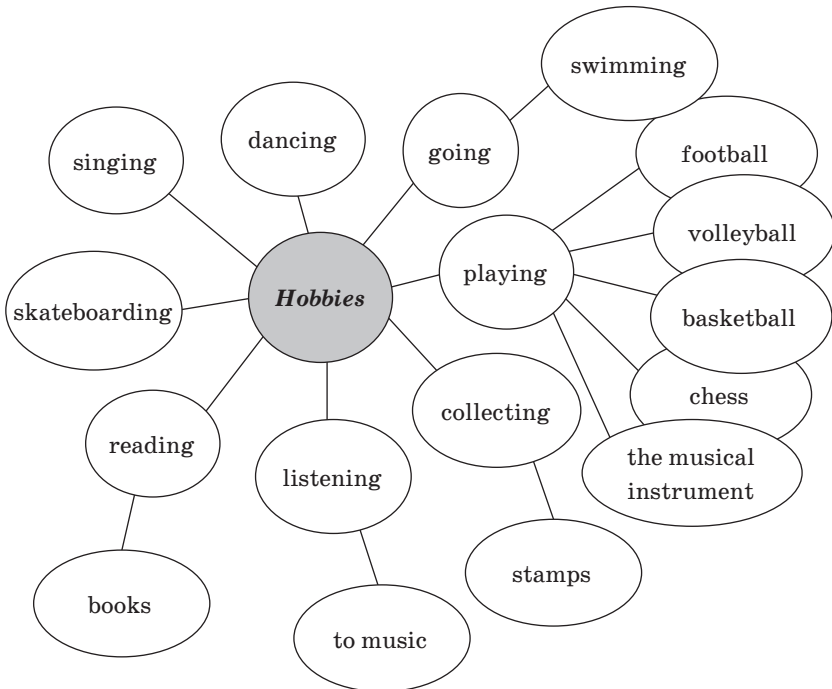 swimming
dancing
going
football
singing
volleyball
playing
Hobbies
skateboarding
basketball
chess
collecting
reading
listening
the musical
instrument
stamps
books
to music